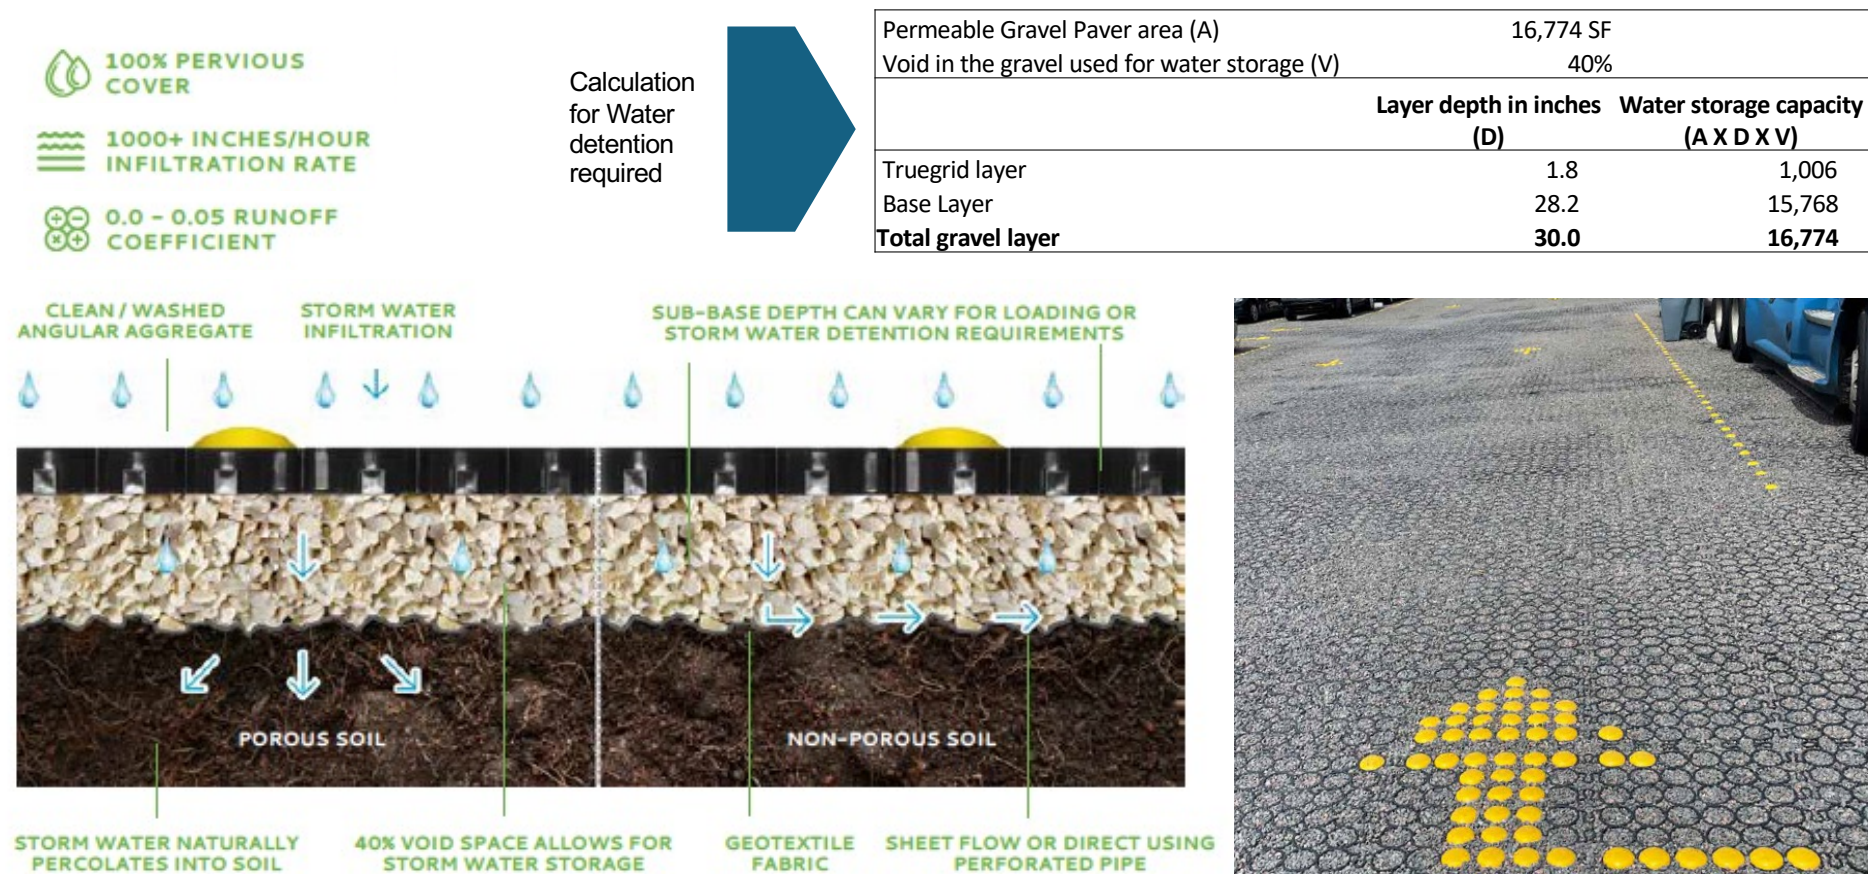 100% PERVIOUS
COVER
1000+ INCHES/HOUR
INFILTRATION RATE
0.0 – 0.05 RUNOFF
COEFFICIENT
Calculation
for Water
detention
required
Permeable Gravel Paver area (A) 16,774 SF
Void in the gravel used for water storage (V) 40%
Layer depth in inches (D) Water storage capacity (A X D X V)
Truegrid layer 1.8 1,006
Base Layer 28.2 15,768
Total gravel layer 30.0 16,774
CLEAN / WASHED
ANGULAR AGGREGATE
STORM WATER
INFILTRATION
SUB-BASE DEPTH CAN VARY FOR LOADING OR
STORM WATER DETENTION REQUIREMENTS
POROUS SOIL
NON-POROUS SOIL
STORM WATER NATURALLY
PERCOLATES INTO SOIL
40% VOID SPACE ALLOWS FOR
STORM WATER STORAGE
GEOTEXTILE
FABRIC
SHEET FLOW OR DIRECT USING
PERFORATED PIPE